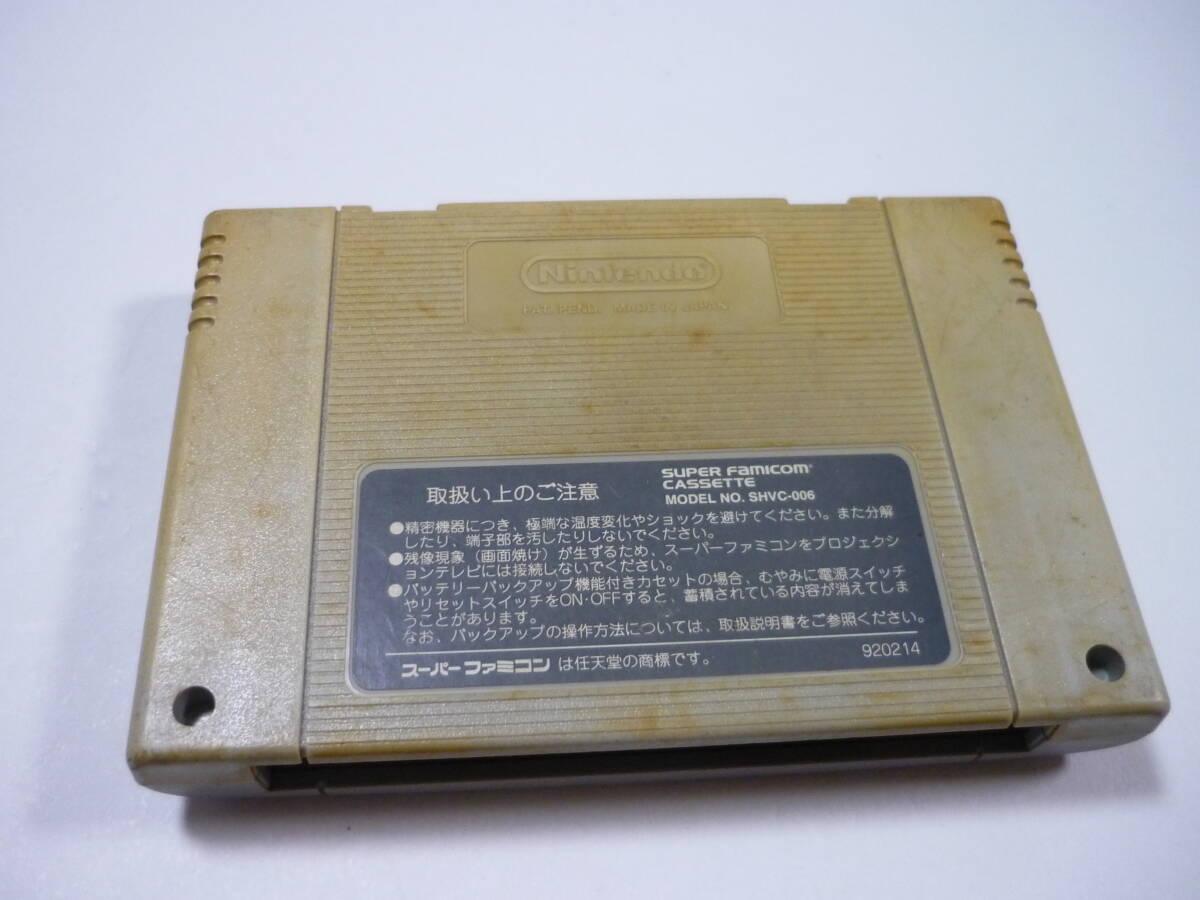 Nintendo
PAT. PEND. MADE IN JAPAN
取扱い上のご注意
SUPER FAMICOM
CASSETTE
MODEL NO. SHVC-006
●精密機器につき、極端な温度変化やショックを避けてください。また分解
したり、端子部を汚したりしないでください。
●残像現象（画面焼け）が生ずるため、スーパーファミコンをプロジェクシ
ョンテレビには接続しないでください。
●バッテリーバックアップ機能付きカセットの場合、むやみに電源スイッチ
やリセットスイッチをON·OFFすると、蓄積されている内容が消えてしま
うことがあります。
なお、バックアップの操作方法については、取扱説明書をご参照ください。
スーパーファミコンは任天堂の商標です。
920214